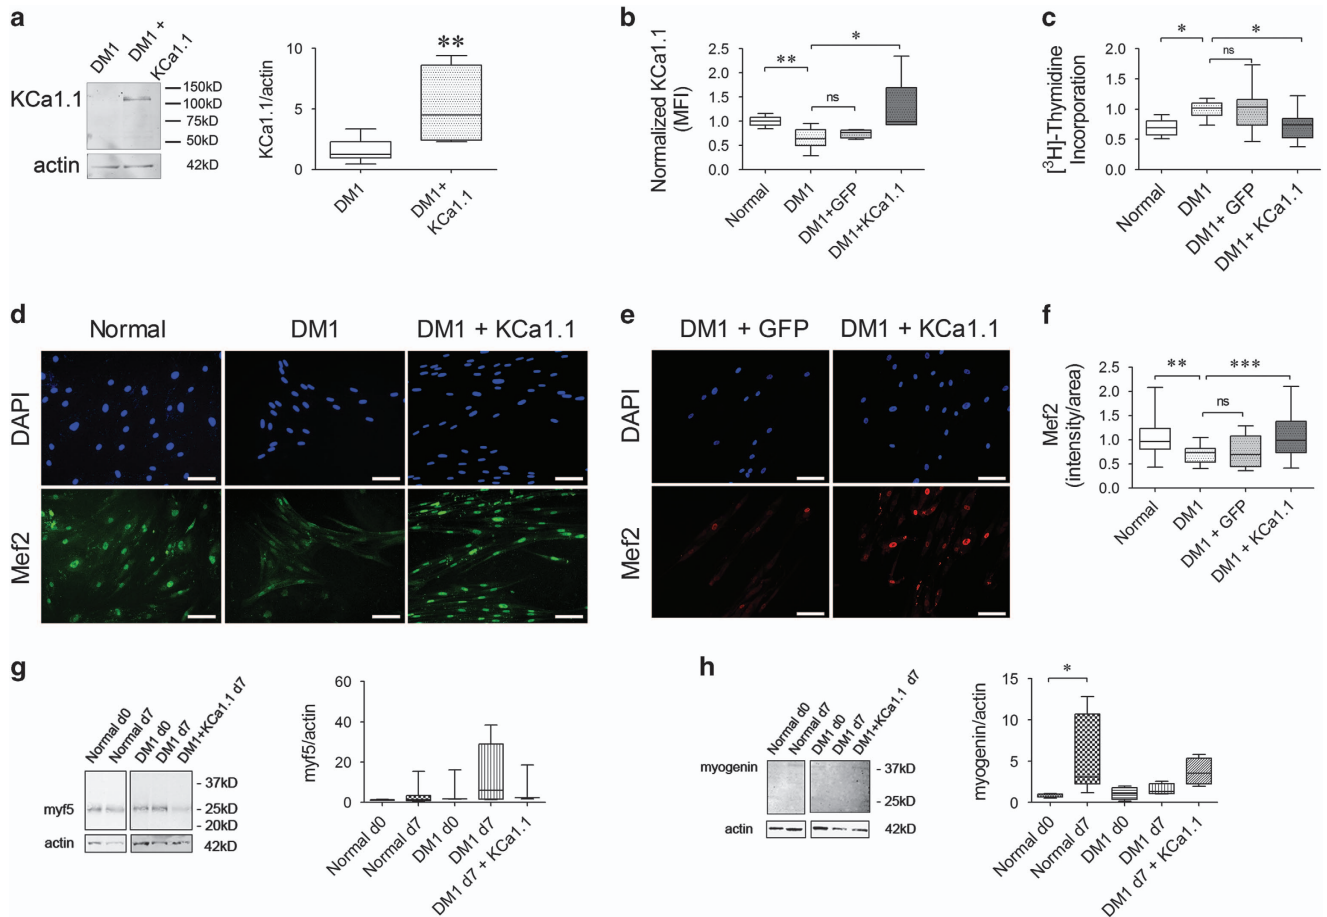 a
DM1
DM1 +
KCa1.1
KCa1.1
150kD
100kD
75kD
50kD
actin
42kD
KCa1.1/actin
10
5
0
**
DM1
DM1+
KCa1.1
b
Normalized KCa1.1
(MFI)
2.5
2.0
1.5
1.0
0.5
0.0
**
*
ns
Normal
DM1
DM1+GFP
DM1+KCa1.1
c
[3H]-Thymidine
Incorporation
2.0
1.5
1.0
0.5
0.0
*
*
ns
Normal
DM1
DM1+ GFP
DM1+ KCa1.1
d
Normal
DM1
DM1 + KCa1.1
DAPI
Mef2
e
DM1 + GFP
DM1 + KCa1.1
DAPI
Mef2
f
Mef2
(intensity/area)
2.5
2.0
1.5
1.0
0.5
0.0
**
***
ns
Normal
DM1
DM1 + GFP
DM1 + KCa1.1
g
Normal d0
Normal d7
DM1 d0
DM1 d7
DM1+KCa1.1 d7
- 37kD
myf5
- 25kD
- 20kD
actin
42kD
myf5/actin
60
40
20
0
Normal d0
Normal d7
DM1 d0
DM1 d7
DM1 d7 + KCa1.1
h
Normal d0
Normal d7
DM1 d0
DM1 d7
DM1+KCa1.1 d7
myogenin
- 37kD
- 25kD
actin
42kD
myogenin/actin
15
10
5
0
*
Normal d0
Normal d7
DM1 d0
DM1 d7
DM1 d7 + KCa1.1